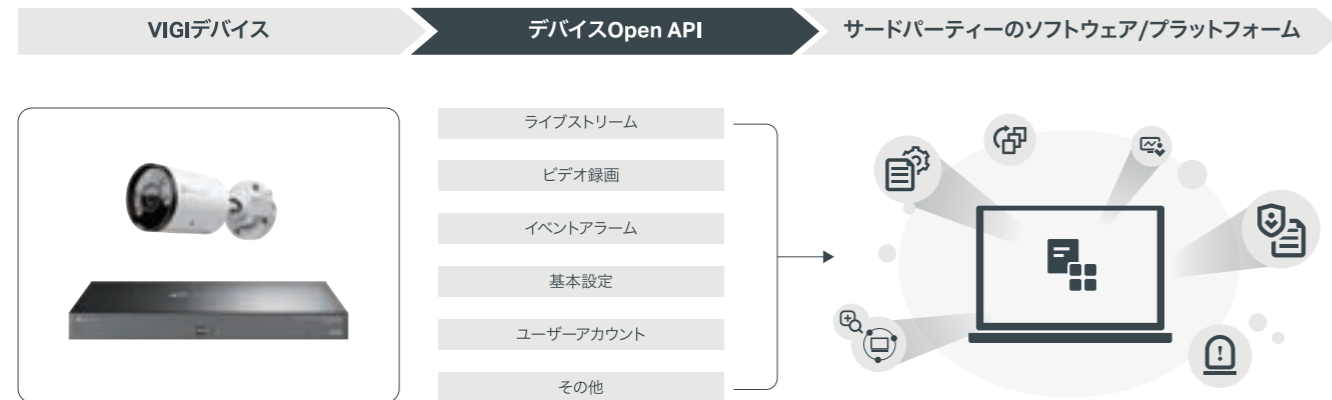 VIGIデバイス
デバイスOpen API
サードパーティーのソフトウェア/プラットフォーム
ライブストリーム
ビデオ録画
イベントアラーム
基本設定
ユーザーアカウント
その他